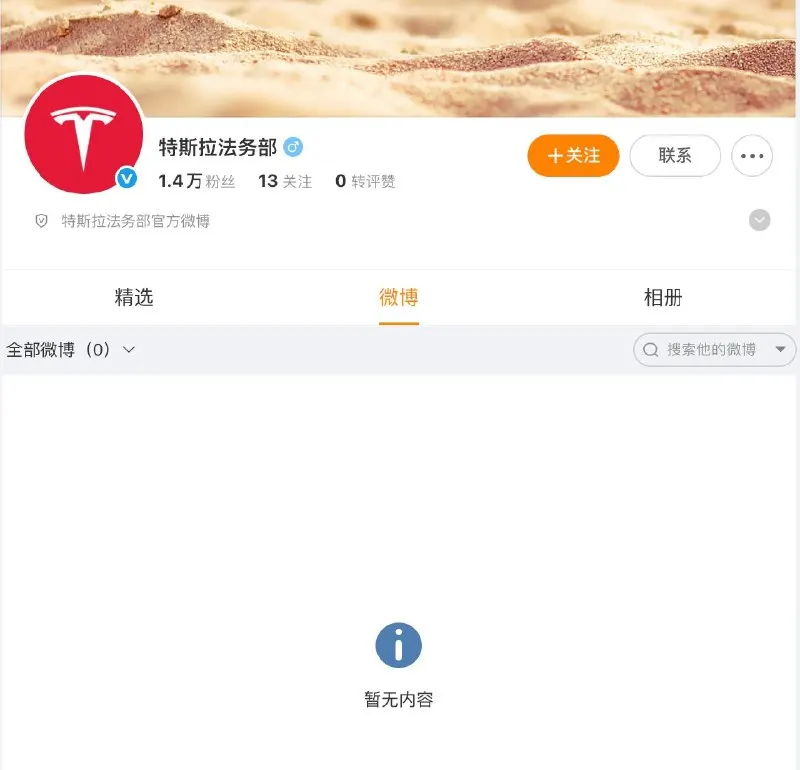 特斯拉法务部
1.4万粉丝 13关注 0转评赞
+关注
联系
特斯拉法务部官方微博
精选
微博
相册
全部微博（0）
搜索他的微博
暂无内容